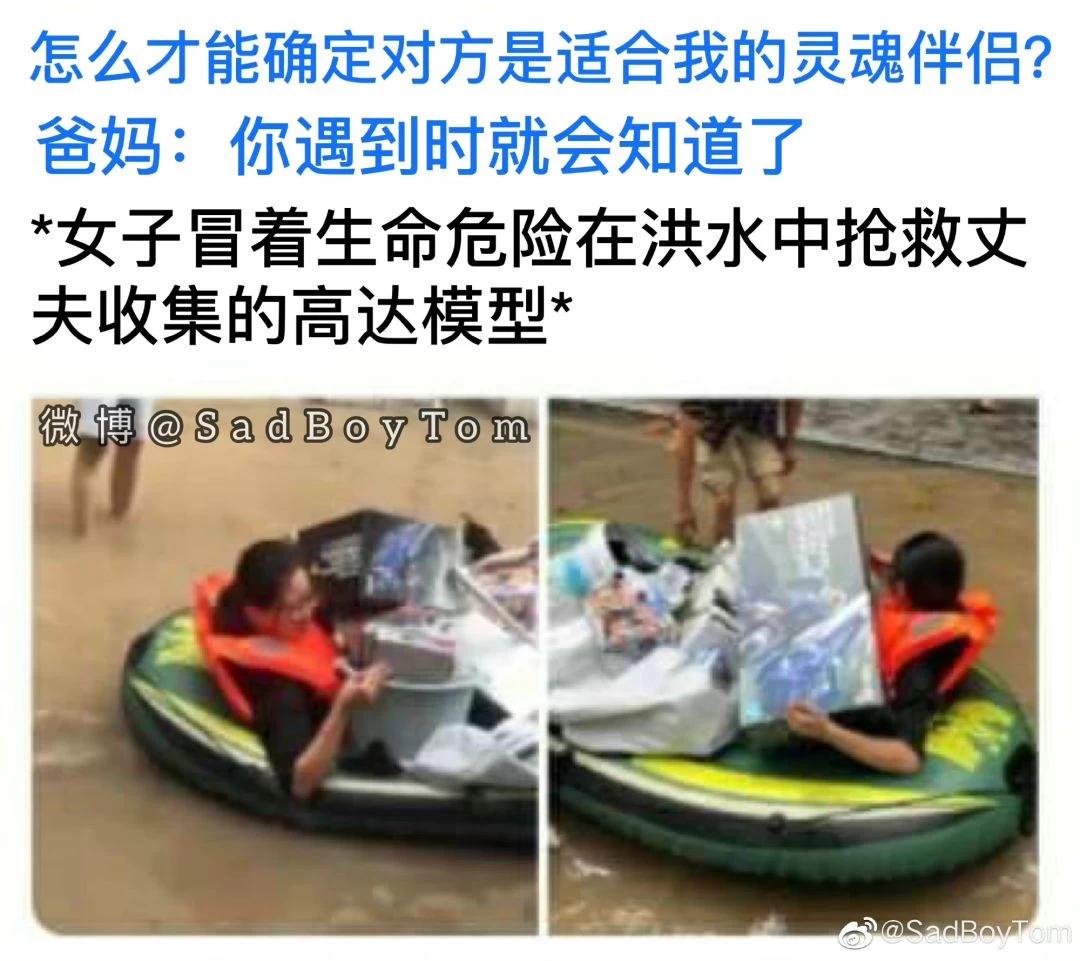 怎么才能确定对方是适合我的灵魂伴侣?
爸妈：你遇到时就会知道了
*女子冒着生命危险在洪水中抢救丈
夫收集的高达模型*
微博@SadBoyTom
@SadBoyTom